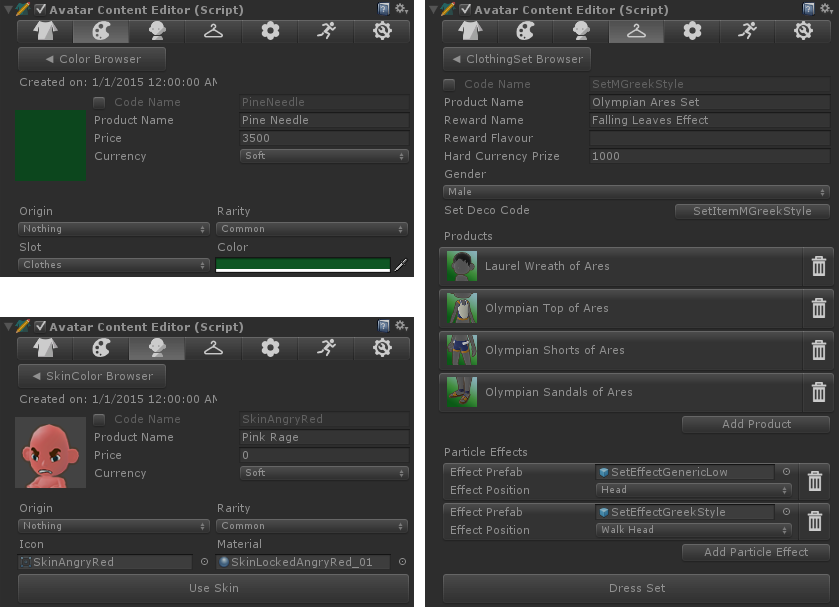 Avatar Content Editor (Script)
Color Browser
Created on: 1/1/2015 12:00:00 AM
Code Name PineNeedle
Product Name Pine Needle
Price 3500
Currency Soft
Origin Rarity
Nothing Common
Slot Color
Clothes
Avatar Content Editor (Script)
SkinColor Browser
Created on: 1/1/2015 12:00:00 AM
Code Name SkinAngryRed
Product Name Pink Rage
Price 0
Currency Soft
Origin Rarity
Nothing Common
Icon Material
SkinAngryRed SkinLockedAngryRed_01
Use Skin
Avatar Content Editor (Script)
ClothingSet Browser
Code Name SetMGreekStyle
Product Name Olympian Ares Set
Reward Name Falling Leaves Effect
Reward Flavour
Hard Currency Prize 1000
Gender
Male
Set Deco Code SetItemMGreekStyle
Products
Laurel Wreath of Ares
Olympian Top of Ares
Olympian Shorts of Ares
Olympian Sandals of Ares
Add Product
Particle Effects
Effect Prefab SetEffectGenericLow
Effect Position Head
Effect Prefab SetEffectGreekStyle
Effect Position Walk Head
Add Particle Effect
Dress Set